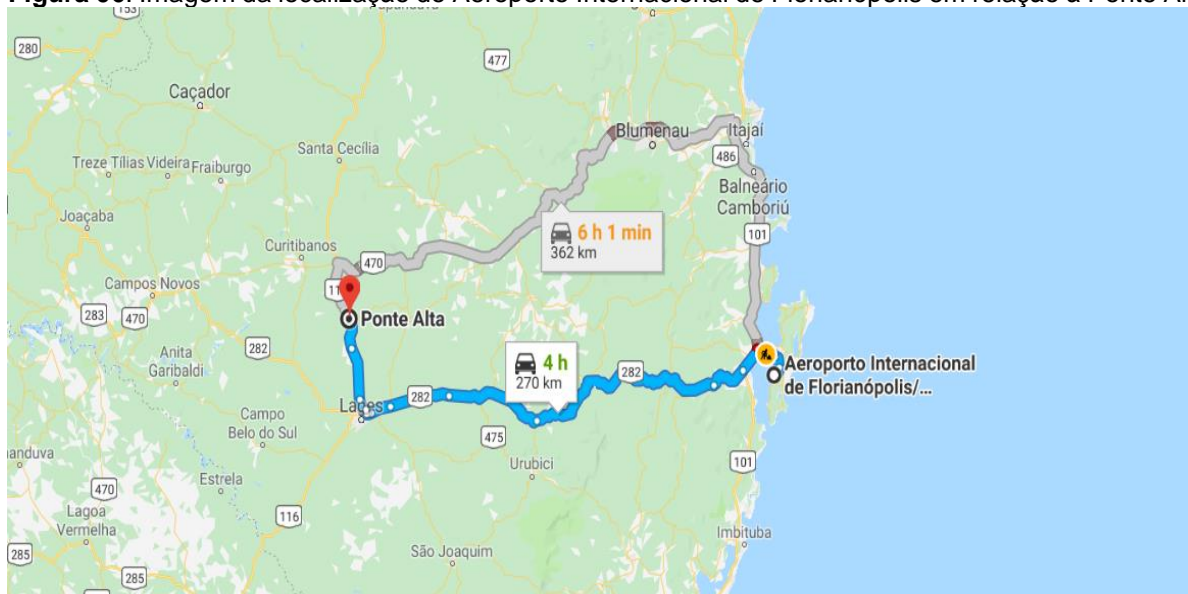 Imagem da localização do Aeroporto Internacional de Florianópolis em relação a Ponte
153
280
477
Caçador
Blumenau
Itajaí
Santa Cecília
486
Treze Tílias Videira Fraiburgo
Balneário
Camboriú
Joaçaba
6 h 1 min
362 km
101
Curitibanos
470
Campos Novos
283
470
Ponte Alta
282
Anita
Garibaldi
4 h
270 km
282
Aeroporto Internacional
de Florianópolis/...
282
Lages
Campo
Belo do Sul
475
Urubici
101
Estrela
470
116
Lagoa
Vermelha
Imbituba
São Joaquim
285
285